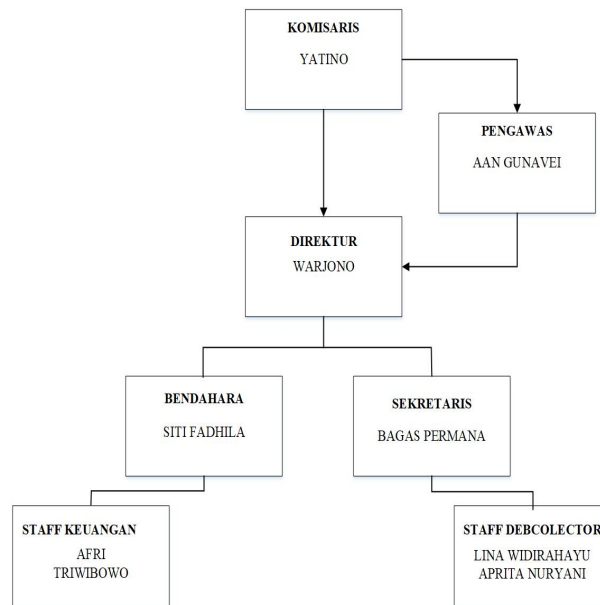 KOMISARIS
YATINO
PENGAWAS
AAN GUNAVEI
DIREKTUR
WARJONO
BENDAHARA
SITI FADHILA
SEKRETARIS
BAGAS PERMANA
STAFF KEUANGAN
AFRI
TRIWIBOWO
STAFF DEBCOLECTOR
LINA WIDIRAHAYU
APRITA NURYANI